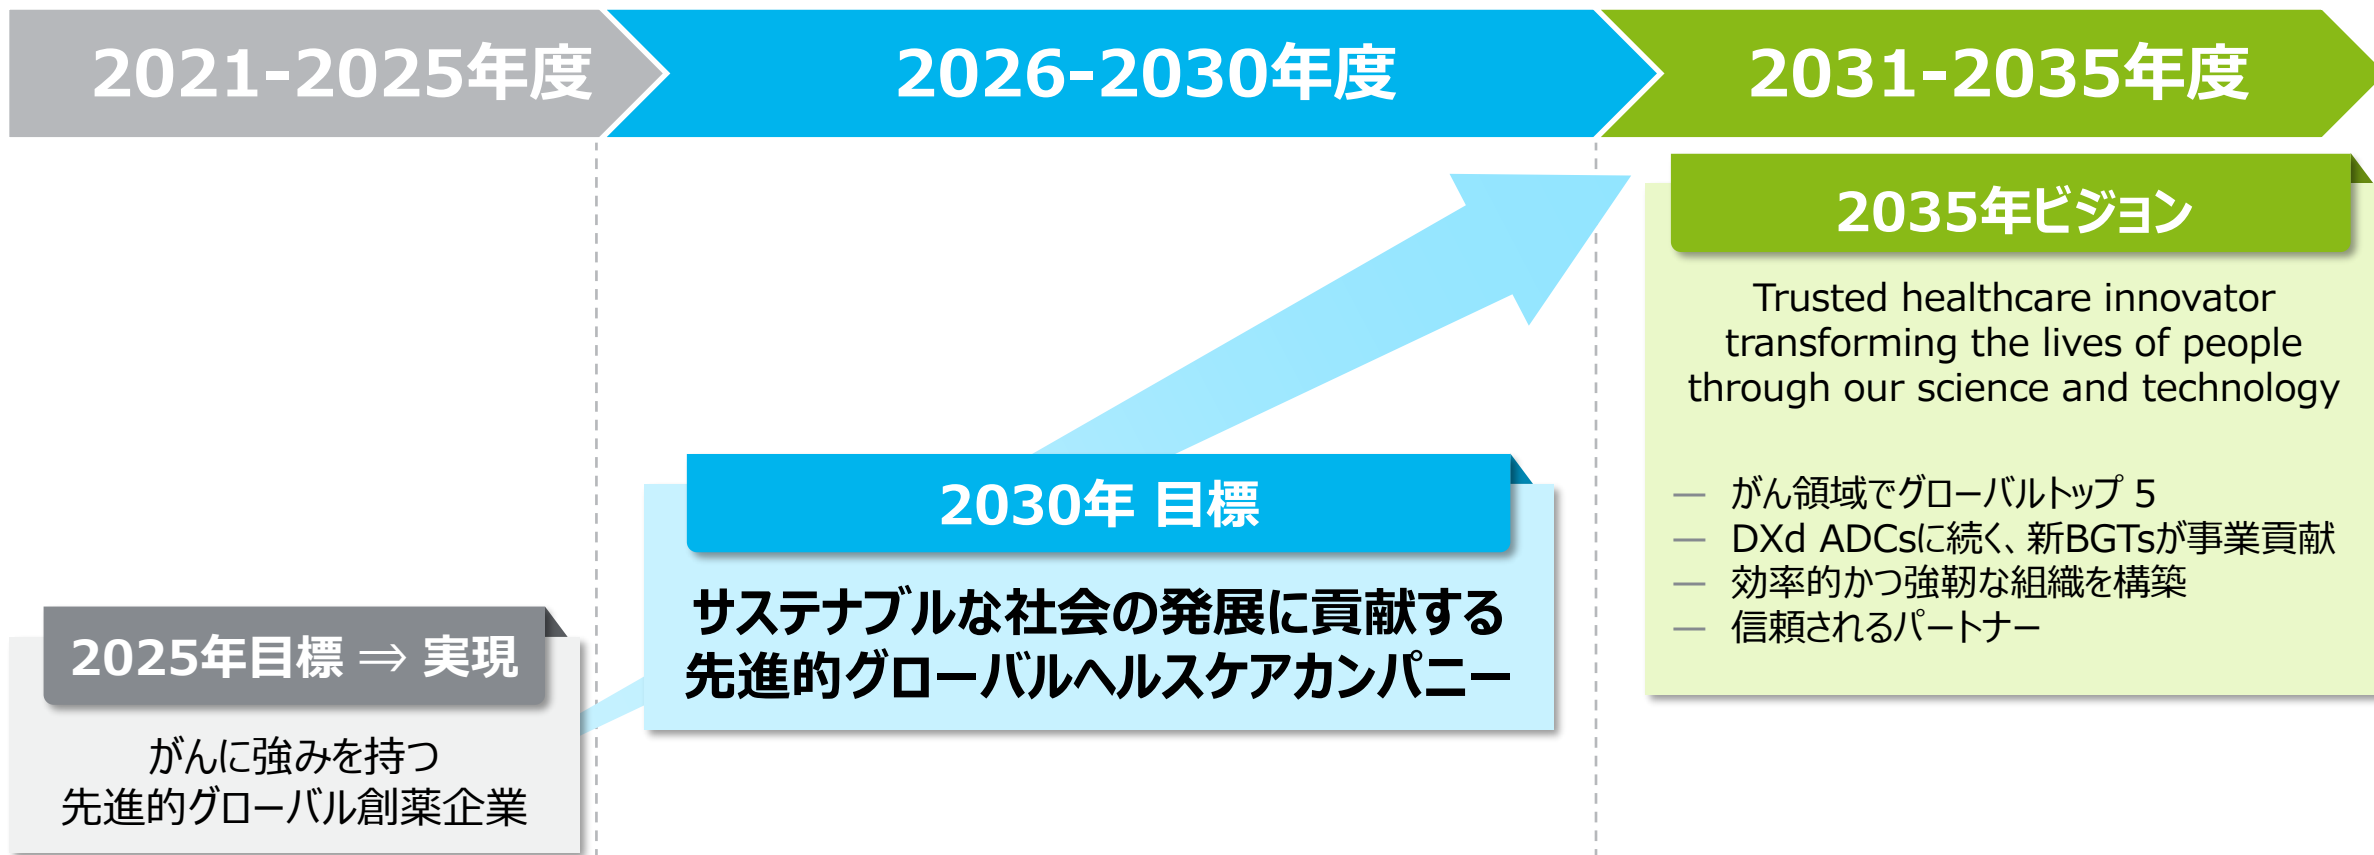 2021-2025年度
2026-2030年度
2031-2035年度
2025年目標 ⇒ 実現
がんに強みを持つ
先進的グローバル創薬企業
2030年 目標
サステナブルな社会の発展に貢献する
先進的グローバルヘルスケアカンパニー
2035年ビジョン
Trusted healthcare innovator
transforming the lives of people
through our science and technology
― がん領域でグローバルトップ 5
― DXd ADCsに続く、新BGTsが事業貢献
― 効率的かつ強靭な組織を構築
― 信頼されるパートナー